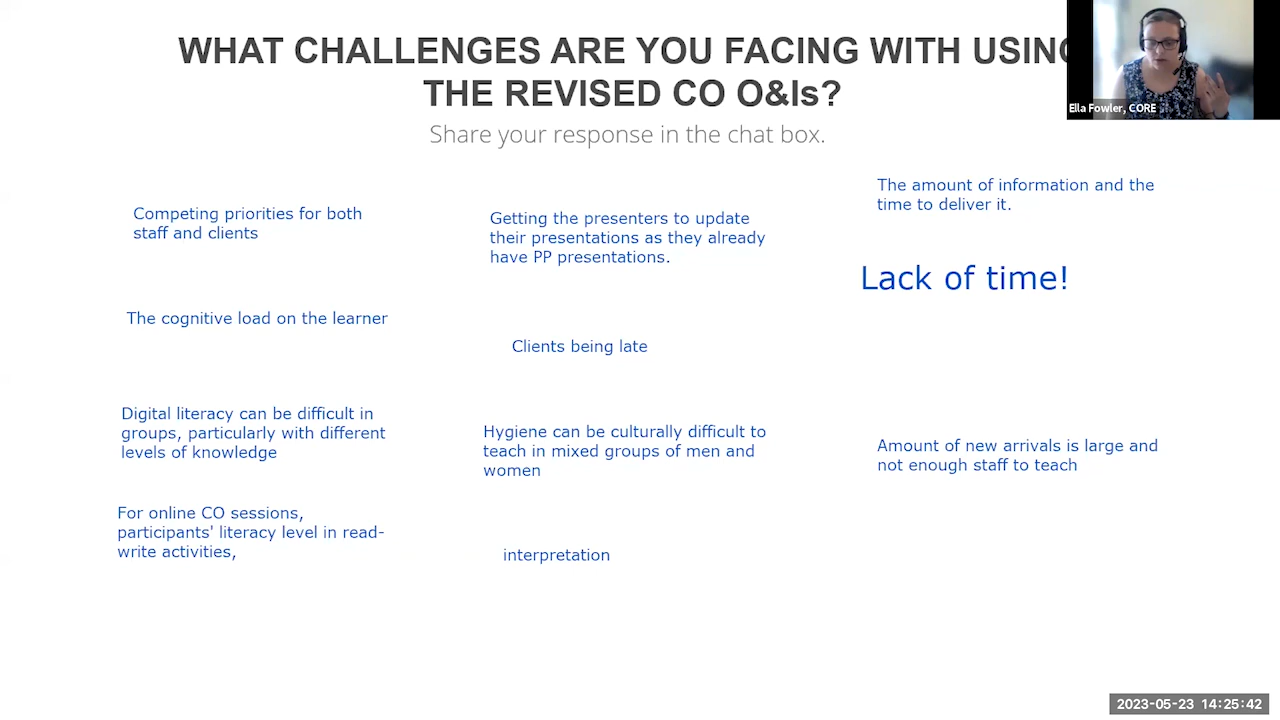 WHAT CHALLENGES ARE YOU FACING WITH USING
THE REVISED CO O&Is?
Share your response in the chat box.
Ella Fowler, CORE
Competing priorities for both
staff and clients
Getting the presenters to update
their presentations as they already
have PP presentations.
The amount of information and the
time to deliver it.
Lack of time!
The cognitive load on the learner
Clients being late
Digital literacy can be difficult in
groups, particularly with different
levels of knowledge
Hygiene can be culturally difficult to
teach in mixed groups of men and
women
Amount of new arrivals is large and
not enough staff to teach
For online CO sessions,
participants' literacy level in read-
write activities,
interpretation
2023-05-23 14:25:42